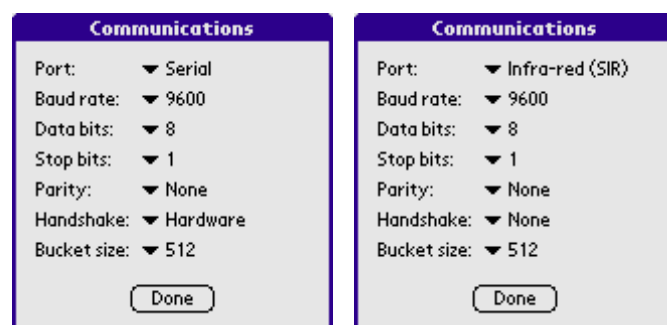 Communications
Port: Serial
Baud rate: 9600
Data bits: 8
Stop bits: 1
Parity: None
Handshake: Hardware
Bucket size: 512
Done
Communications
Port: Infra-red (SIR)
Baud rate: 9600
Data bits: 8
Stop bits: 1
Parity: None
Handshake: None
Bucket size: 512
Done